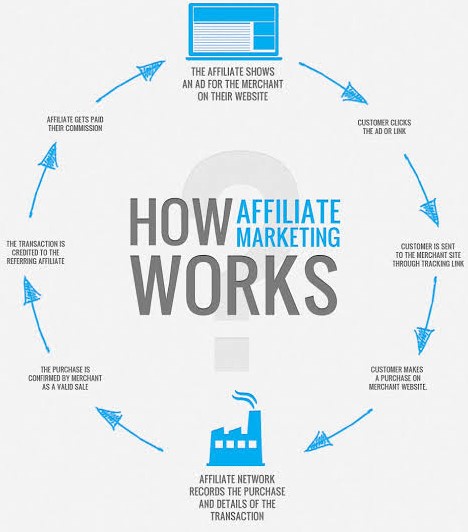 THE AFFILIATE SHOWS
AN AD FOR THE MERCHANT
ON THEIR WEBSITE
CUSTOMER CLICKS
THE AD OR LINK
CUSTOMER IS SENT
TO THE MERCHANT SITE
THROUGH TRACKING LINK
CUSTOMER MAKES
A PURCHASE ON
MERCHANT WEBSITE.
AFFILIATE NETWORK
RECORDS THE PURCHASE
AND DETAILS OF THE
TRANSACTION
THE PURCHASE IS
CONFIRMED BY MERCHANT
AS A VALID SALE
THE TRANSACTION IS
CREDITED TO THE
REFERRING AFFILIATE
AFFILIATE GETS PAID
THEIR COMMISSION
?
HOW AFFILIATE
MARKETING
WORKS